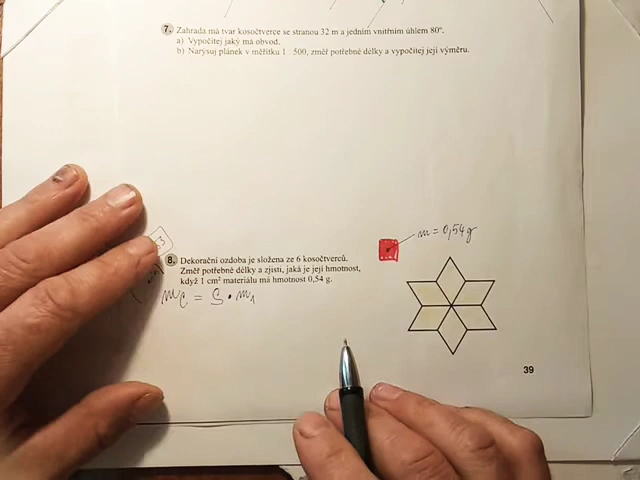 7. Zahrada má tvar kosočtverce se stranou 32 m a jedním vnitřním úhlem 80°.
a) Vypočítej jaký má obvod.
b) Narýsuj plánek v měřítku 1 : 500, změř potřebné délky a vypočítej její výměru.
m = 0,54 g
8. Dekorační ozdoba je složena ze 6 kosočtverců.
Změř potřebné délky a zjisti, jaká je její hmotnost,
když 1 cm² materiálu má hmotnost 0,54 g.
m_c = S · m₁
39